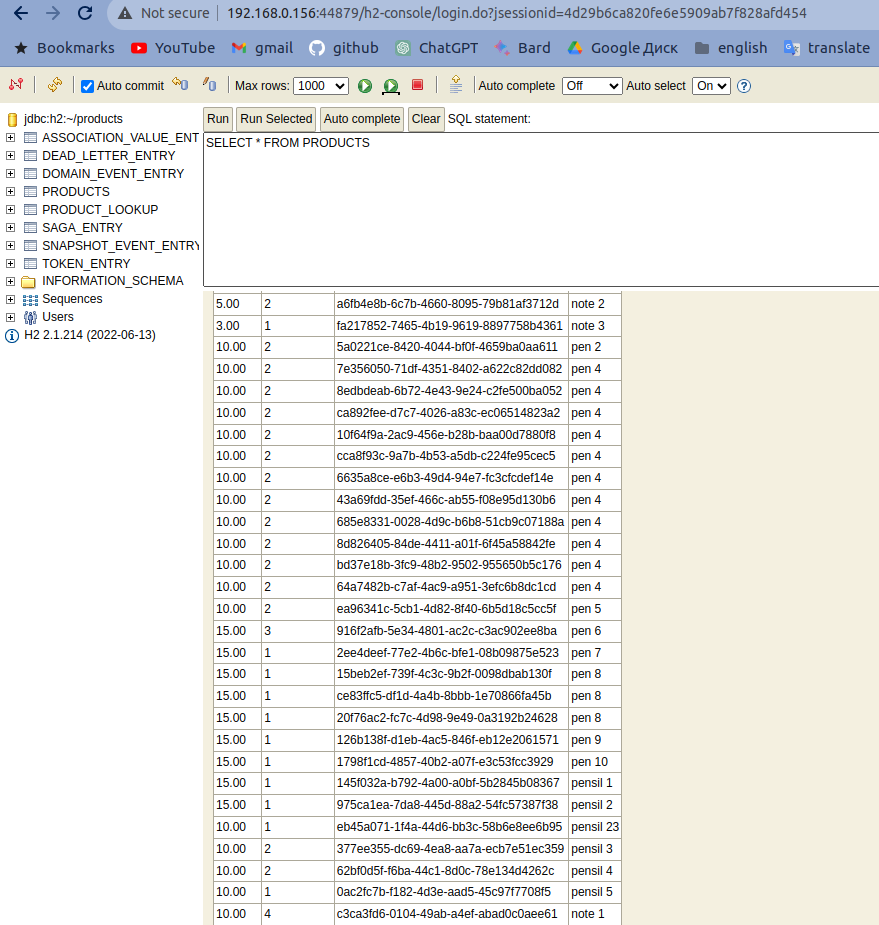 Not secure | 192.168.0.156:44879/h2-console/login.do?jsessionid=4d29b6ca820fe6e5909ab7f828afd454
Bookmarks YouTube gmail github ChatGPT Bard Google Диск english translate
Auto commit Max rows: 1000 Auto complete Off Auto select On
jdbc:h2:~/products
ASSOCIATION_VALUE_ENT
DEAD_LETTER_ENTRY
DOMAIN_EVENT_ENTRY
PRODUCTS
PRODUCT_LOOKUP
SAGA_ENTRY
SNAPSHOT_EVENT_ENTRY
TOKEN_ENTRY
INFORMATION_SCHEMA
Sequences
Users
H2 2.1.214 (2022-06-13)
Run Run Selected Auto complete Clear SQL statement:
SELECT * FROM PRODUCTS
5.00 2 a6fb4e8b-6c7b-4660-8095-79b81af3712d note 2
3.00 1 fa217852-7465-4b19-9619-8897758b4361 note 3
10.00 2 5a0221ce-8420-4044-bf0f-4659ba0aa611 pen 2
10.00 2 7e356050-71df-4351-8402-a622c82dd082 pen 4
10.00 2 8edbdeab-6b72-4e43-9e24-c2fe500ba052 pen 4
10.00 2 ca892fee-d7c7-4026-a83c-ec06514823a2 pen 4
10.00 2 10f64f9a-2ac9-456e-b28b-baa00d7880f8 pen 4
10.00 2 cca8f93c-9a7b-4b53-a5db-c224fe95cec5 pen 4
10.00 2 6635a8ce-e6b3-49d4-94e7-fc3cfcdef14e pen 4
10.00 2 43a69fdd-35ef-466c-ab55-f08e95d130b6 pen 4
10.00 2 685e8331-0028-4d9c-b6b8-51cb9c07188a pen 4
10.00 2 8d826405-84de-4411-a01f-6f45a58842fe pen 4
10.00 2 bd37e18b-3fc9-48b2-9502-955650b5c176 pen 4
10.00 2 64a7482b-c7af-4ac9-a951-3efc6b8dc1cd pen 4
10.00 2 ea96341c-5cb1-4d82-8f40-6b5d18c5cc5f pen 5
15.00 3 916f2afb-5e34-4801-ac2c-c3ac902ee8ba pen 6
15.00 1 2ee4deef-77e2-4b6c-bfe1-08b09875e523 pen 7
15.00 1 15beb2ef-739f-4c3c-9b2f-0098dbab130f pen 8
15.00 1 ce83ffc5-df1d-4a4b-8bbb-1e70866fa45b pen 8
15.00 1 20f76ac2-fc7c-4d98-9e49-0a3192b24628 pen 8
15.00 1 126b138f-d1eb-4ac5-846f-eb12e2061571 pen 9
15.00 1 1798f1cd-4857-40b2-a07f-e3c53fcc3929 pen 10
15.00 1 145f032a-b792-4a00-a0bf-5b2845b08367 pensil 1
15.00 1 975ca1ea-7da8-445d-88a2-54fc57387f38 pensil 2
10.00 1 eb45a071-1f4a-44d6-bb3c-58b6e8ee6b95 pensil 23
10.00 2 377ee355-dc69-4ea8-aa7a-ecb7e51ec359 pensil 3
10.00 2 62bf0d5f-f6ba-44c1-8d0c-78e134d4262c pensil 4
10.00 1 0ac2fc7b-f182-4d3e-aad5-45c97f7708f5 pensil 5
10.00 4 c3ca3fd6-0104-49ab-a4ef-abad0c0aee61 note 1